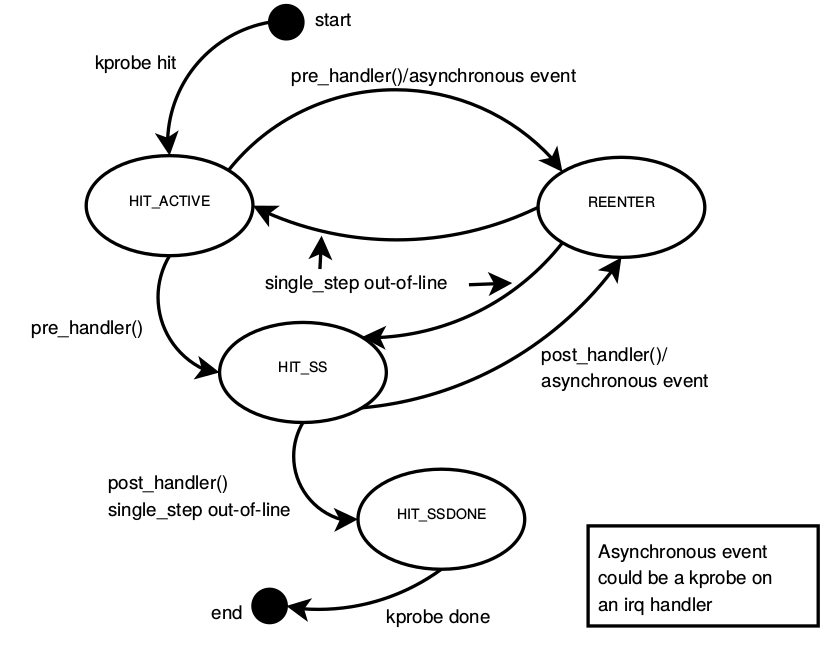 start
kprobe hit
pre_handler()/asynchronous event
HIT_ACTIVE
REENTER
single_step out-of-line
pre_handler()
HIT_SS
post_handler()/
asynchronous event
post_handler()
single_step out-of-line
HIT_SSDONE
Asynchronous event
could be a kprobe on
an irq handler
end
kprobe done